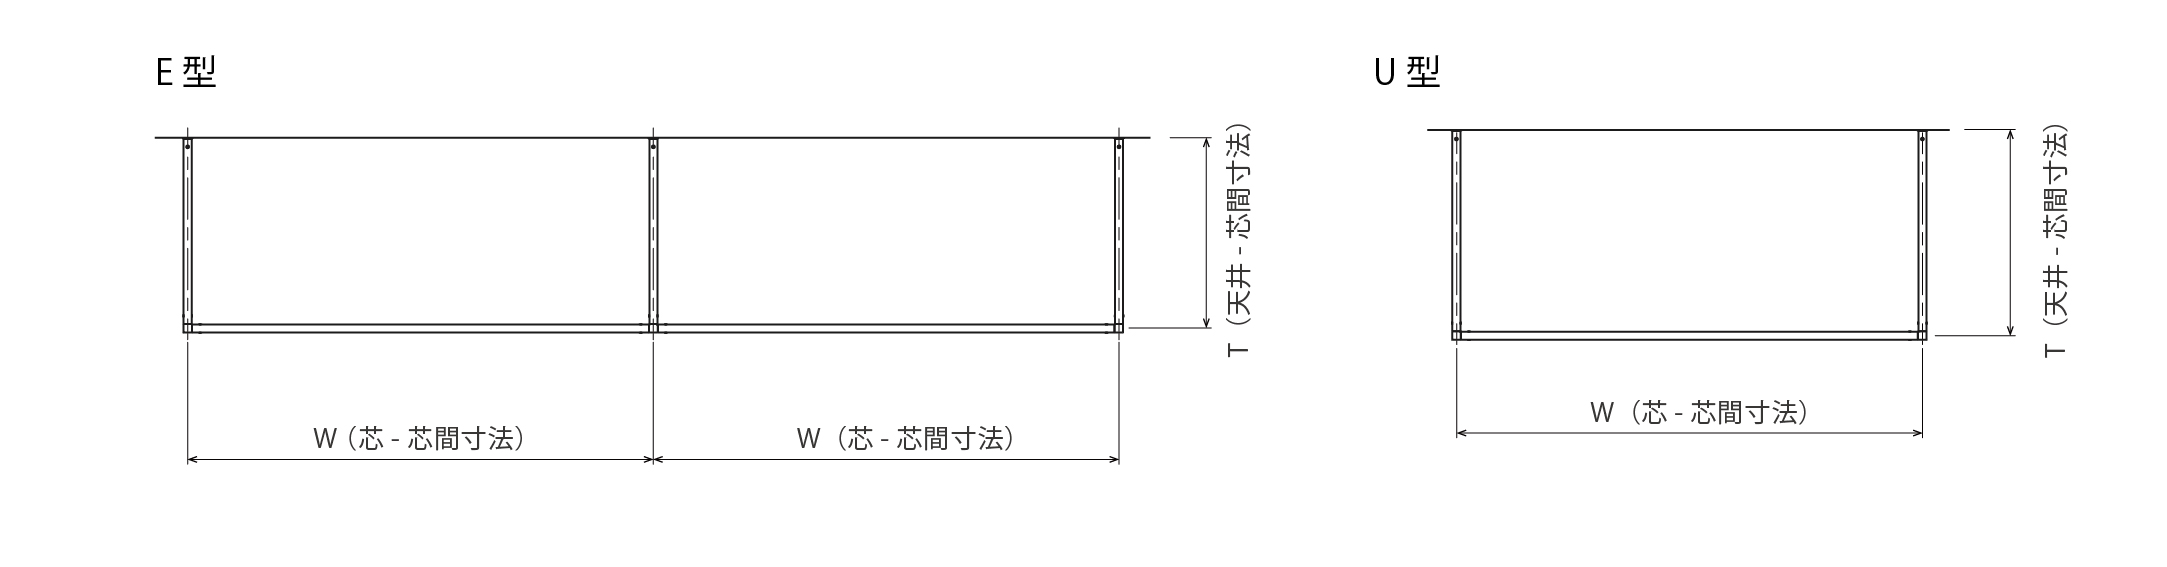 E 型
T（天井 - 芯間寸法）
W（芯 - 芯間寸法）
W（芯 - 芯間寸法）
U 型
T（天井 - 芯間寸法）
W（芯 - 芯間寸法）